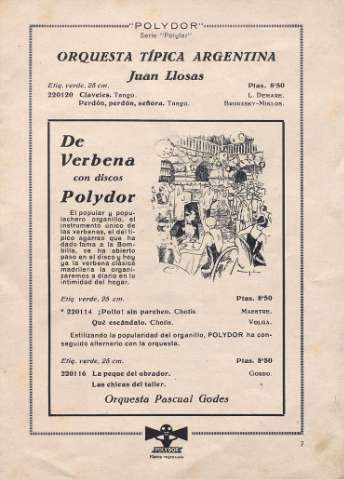 "POLYDOR"
Serie "Polyfar"
ORQUESTA TÍPICA ARGENTINA
Juan Llosas
Etiq. verde, 25 cm.    Ptas. 8'50
220120 Claveles. Tango.    L. Demare.
Perdón, perdón, señora. Tango.    Brodzsky-Miklos.
De
Verbena
con discos
Polydor
El popular y popu-
lachero organillo, el
instrumento único de
las verbenas, el del tí-
pico agarrao que ha
dado fama a la Bom-
billa, se ha abierto
paso en el disco y hoy
ya la verbena clásica
madrileña la organi-
zaremos a diario en tu
intimidad del hogar.
Etiq. verde, 25 cm.    Ptas. 8'50
* 220114 ¡Pollo! sin parchen. Chotis    Maestre.
Qué escándalo. Chotis.    Volga.
Estilizando la popularidad del organillo, POLYDOR ha con-
seguido alternarlo con la orquesta.
Etiq. verde, 25 cm.    Ptas. 8'50
220116 La peque del obrador.    Gordo.
Las chicas del taller.
Orquesta Pascual Godes
POLYDOR
7